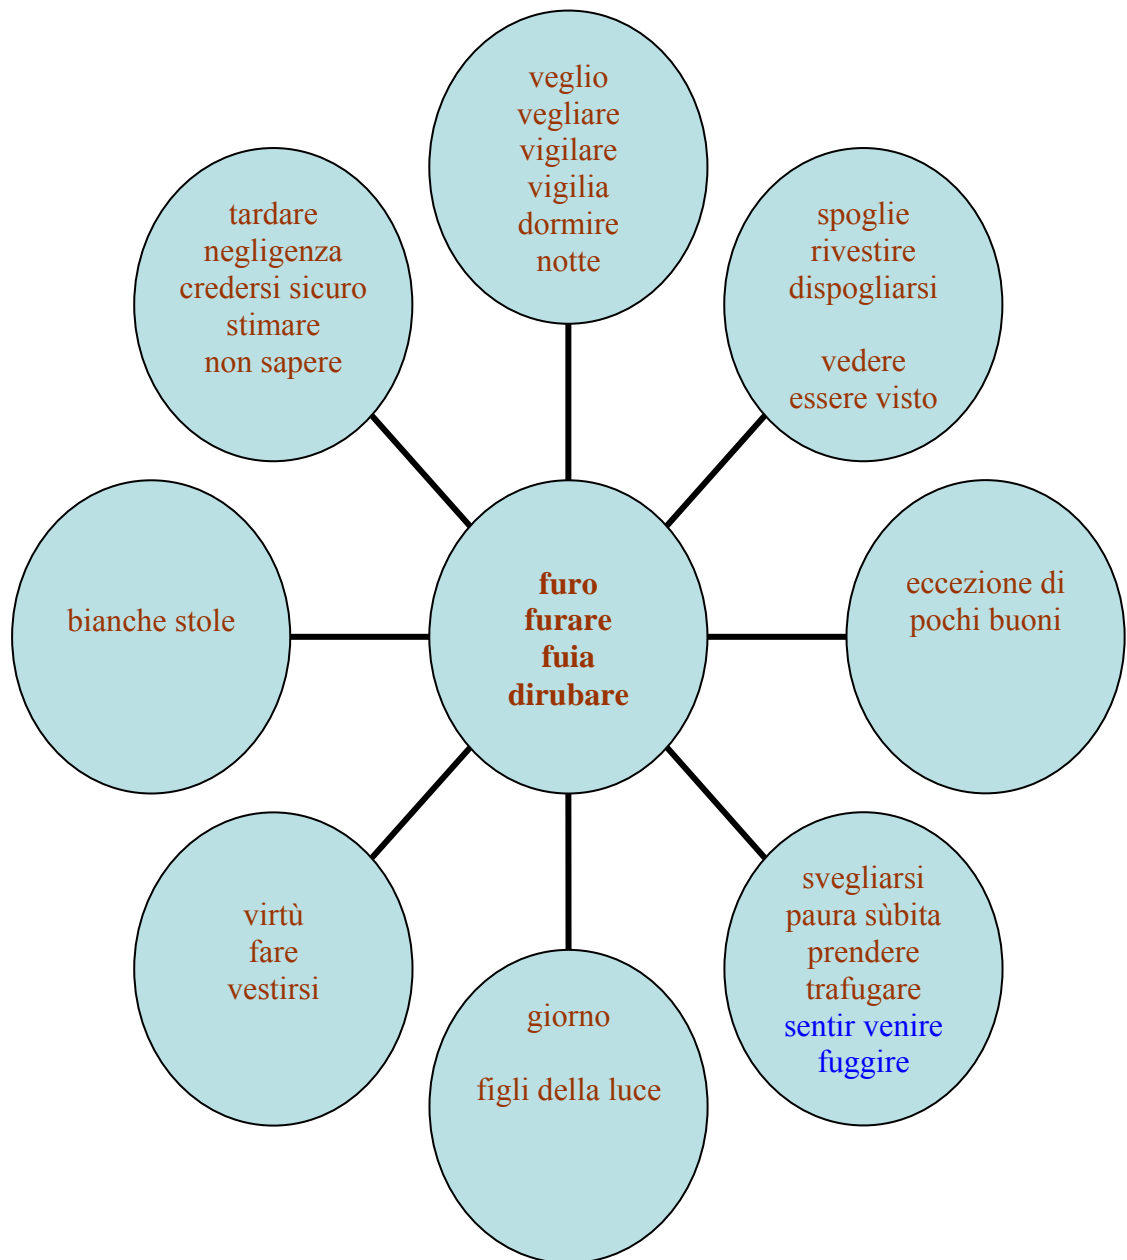 veglio
vegliare
vigilare
vigilia
dormire
notte
tardare
negligenza
credersi sicuro
stimare
non sapere
spoglie
rivestire
dispogliarsi
vedere
essere visto
bianche stole
furo
furare
fuia
dirubare
eccezione di
pochi buoni
virtù
fare
vestirsi
giorno
figli della luce
svegliarsi
paura sùbita
prendere
trafugare
sentir venire
fuggire